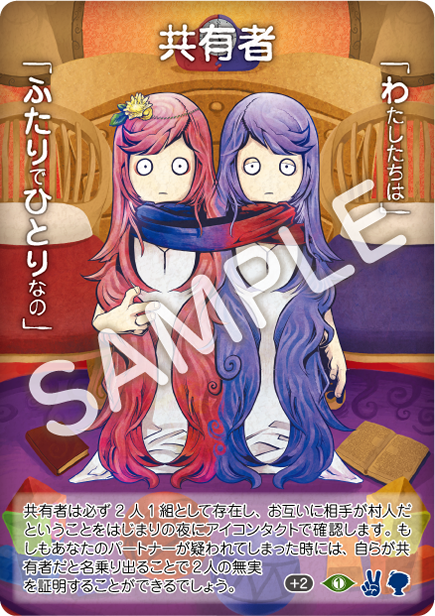 共有者
「わたしたちは」
「ふたりでひとりなの」
SAMPLE
共有者は必ず2人1組として存在し、お互いに相手が村人だ
ということをはじまりの夜にアイコンタクトで確認します。も
しもあなたのパートナーが疑われてしまった時には、自らが共
有者だと名乗り出ることで2人の無実
を証明することができるでしょう。
+2 1